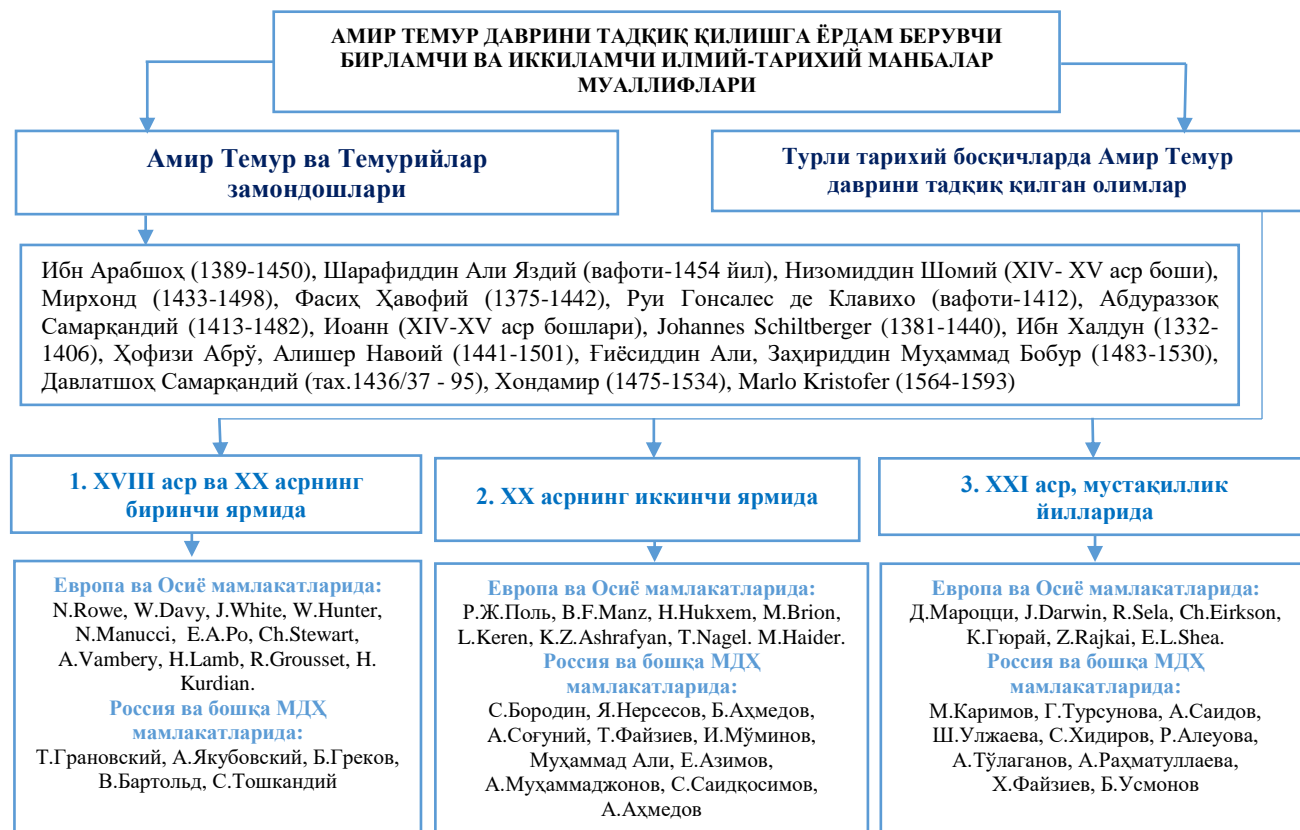 АМИР ТЕМУР ДАВРИНИ ТАДҚИҚ ҚИЛИШГА ЁРДАМ БЕРУВЧИ
БИРЛАМЧИ ВА ИККИЛАМЧИ ИЛМИЙ-ТАРИХИЙ МАНБАЛАР
МУАЛЛИФЛАРИ
Амир Темур ва Темурийлар
замондошлари
Турли тарихий босқичларда Амир Темур
даврини тадқиқ қилган олимлар
Ибн Арабшоҳ (1389-1450), Шарафиддин Али Яздий (вафоти-1454 йил), Низомиддин Шомий (XIV- XV аср боши),
Мирхонд (1433-1498), Фасиҳ Ҳавофий (1375-1442), Руи Гонсалес де Клавихо (вафоти-1412), Абдураззоқ
Самарқандий (1413-1482), Иоанн (XIV-XV аср бошлари), Johannes Schiltberger (1381-1440), Ибн Халдун (1332-
1406), Ҳофизи Абрў, Алишер Навоий (1441-1501), Ғиёсиддин Али, Заҳириддин Муҳаммад Бобур (1483-1530),
Давлатшоҳ Самарқандий (тах.1436/37 - 95), Хондамир (1475-1534), Marlo Kristofer (1564-1593)
1. XVIII аср ва XX асрнинг
биринчи ярмида
2. XX асрнинг иккинчи ярмида
3. XXI аср, мустақиллик
йилларида
Европа ва Осиё мамлакатларида:
N.Rowe, W.Davy, J.White, W.Hunter,
N.Manucci, E.A.Po, Ch.Stewart,
A.Vambery, H.Lamb, R.Grousset, H.
Kurdian.
Россия ва бошқа МДҲ
мамлакатларида:
Т.Грановский, А.Якубовский, Б.Греков,
В.Бартольд, С.Тошкандий
Европа ва Осиё мамлакатларида:
Р.Ж.Поль, B.F.Manz, H.Hukxem, M.Brion,
L.Keren, K.Z.Ashrafyan, T.Nagel. M.Haider.
Россия ва бошқа МДҲ
мамлакатларида:
С.Бородин, Я.Нерсесов, Б.Аҳмедов,
А.Соғуний, Т.Файзиев, И.Мўминов,
Муҳаммад Али, Е.Азимов,
А.Муҳаммаджонов, С.Саидқосимов,
А.Аҳмедов
Европа ва Осиё мамлакатларида:
Д.Мароцци, J.Darwin, R.Sela, Ch.Eirkson,
К.Гюрай, Z.Rajkai, E.L.Shea.
Россия ва бошқа МДҲ
мамлакатларида:
М.Каримов, Г.Турсунова, А.Саидов,
Ш.Улжаева, С.Хидиров, Р.Алеуова,
А.Тўлаганов, А.Раҳматуллаева,
Х.Файзиев, Б.Усмонов